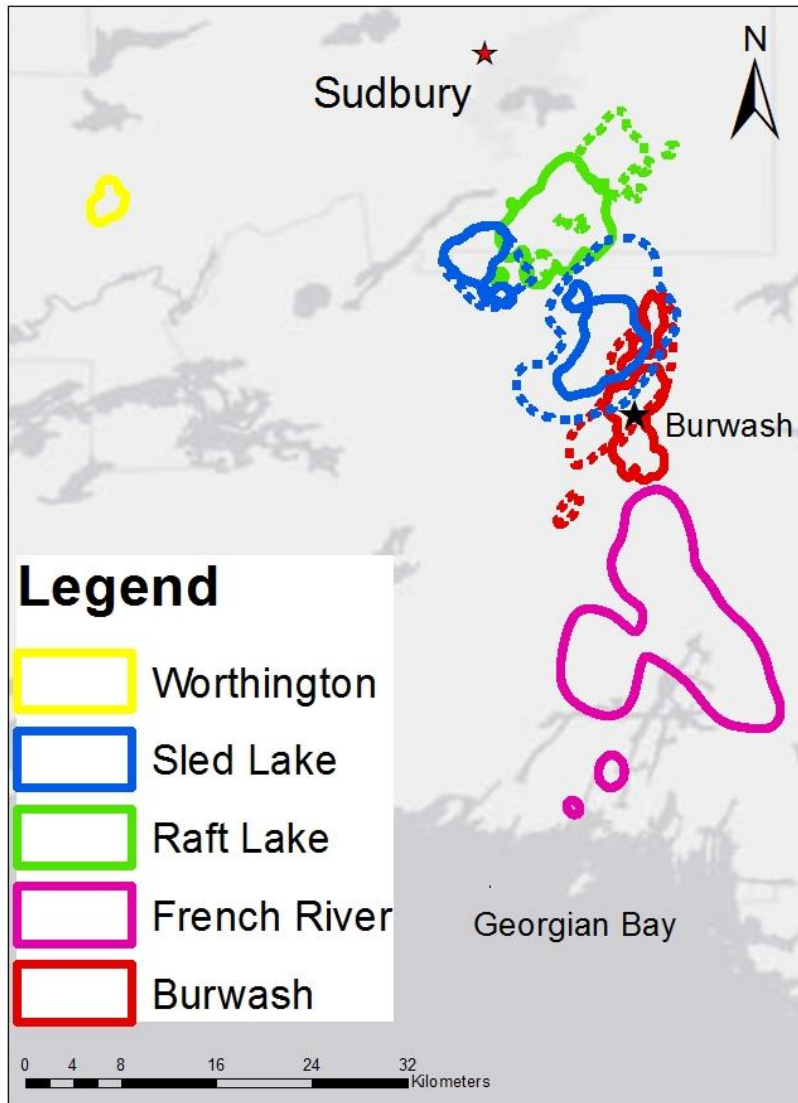 N
Sudbury
Burwash
Legend
Worthington
Sled Lake
Raft Lake
French River
Burwash
Georgian Bay
0 4 8 16 24 32
Kilometers